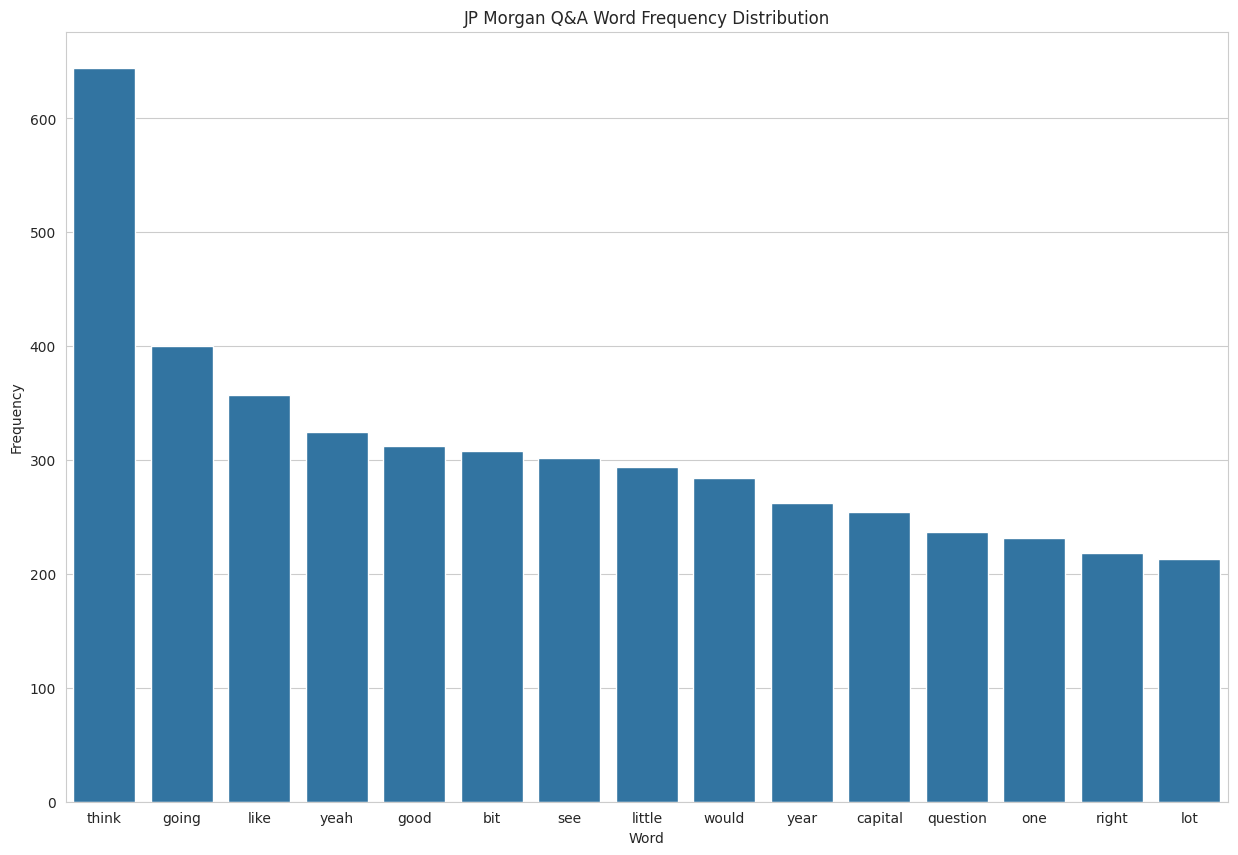 JP Morgan Q&A Word Frequency Distribution
Frequency
600
500
400
300
200
100
0
think going like yeah good bit see little would year capital question one right lot
Word